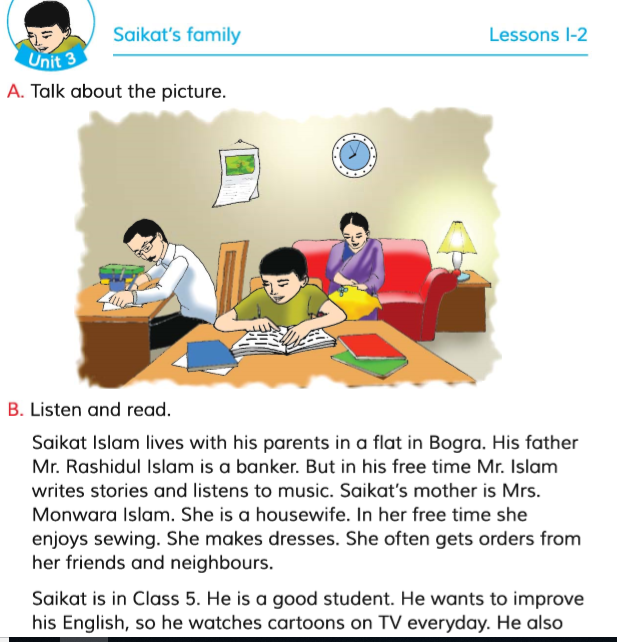 Unit 3
Saikat's family
Lessons 1-2
A. Talk about the picture.
B. Listen and read.
Saikat Islam lives with his parents in a flat in Bogra. His father
Mr. Rashidul Islam is a banker. But in his free time Mr. Islam
writes stories and listens to music. Saikat's mother is Mrs.
Monwara Islam. She is a housewife. In her free time she
enjoys sewing. She makes dresses. She often gets orders from
her friends and neighbours.
Saikat is in Class 5. He is a good student. He wants to improve
his English, so he watches cartoons on TV everyday. He also